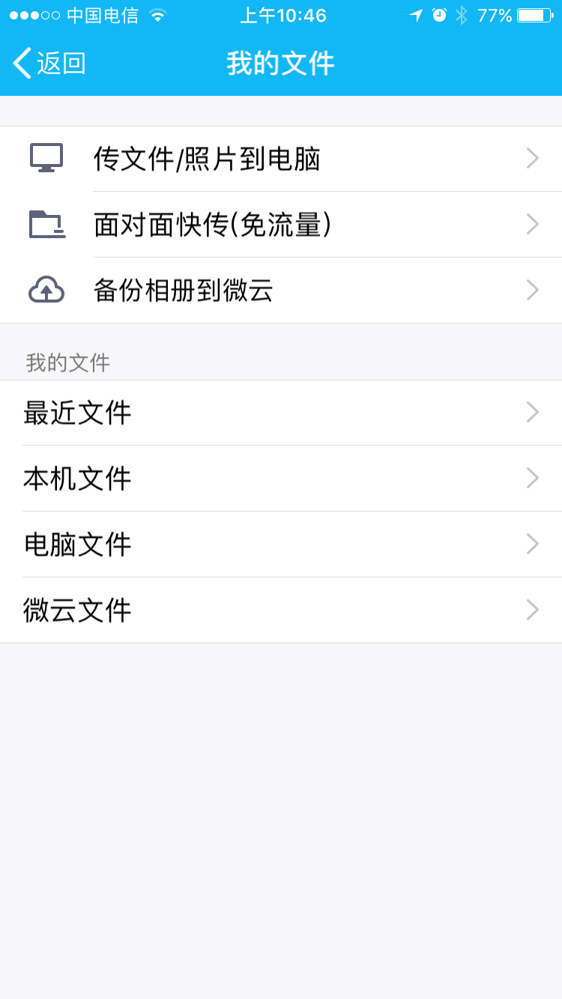 中国电信 上午10:46 77%
返回 我的文件
传文件/照片到电脑
面对面快传(免流量)
备份相册到微云
我的文件
最近文件
本机文件
电脑文件
微云文件